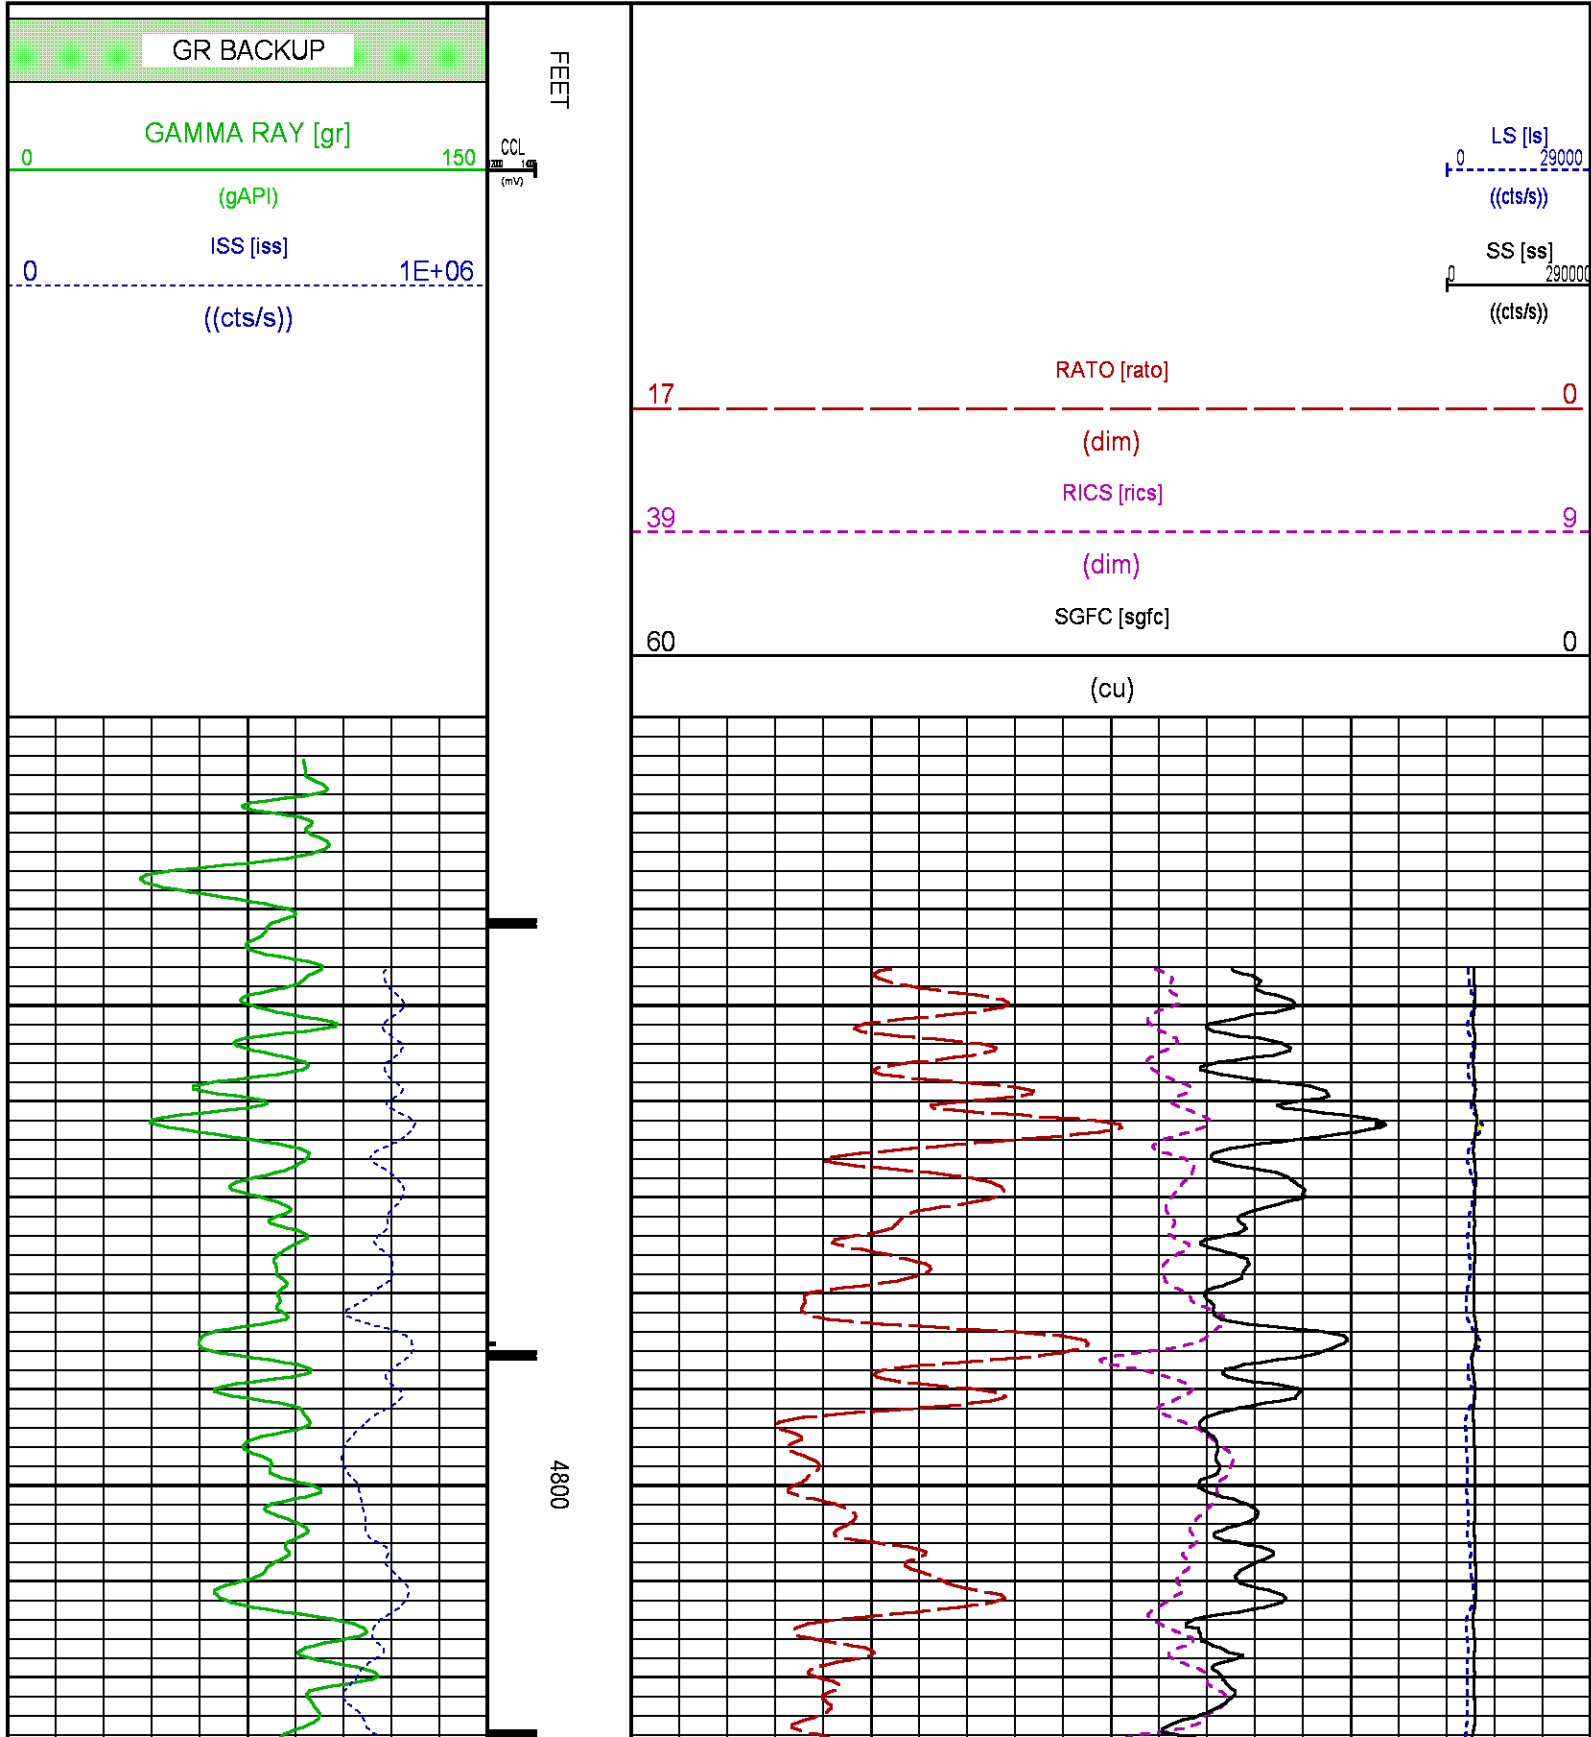 GR BACKUP
GAMMA RAY [gr]
0 150
(gAPI)
ISS [iss]
0 1E+06
((cts/s))
CCL
(mV)
FEET
LS [ls]
0 29000
((cts/s))
SS [ss]
0 290000
((cts/s))
RATO [rato]
17 0
(dim)
RICS [rics]
39 9
(dim)
SGFC [sgfc]
60 0
(cu)
4800